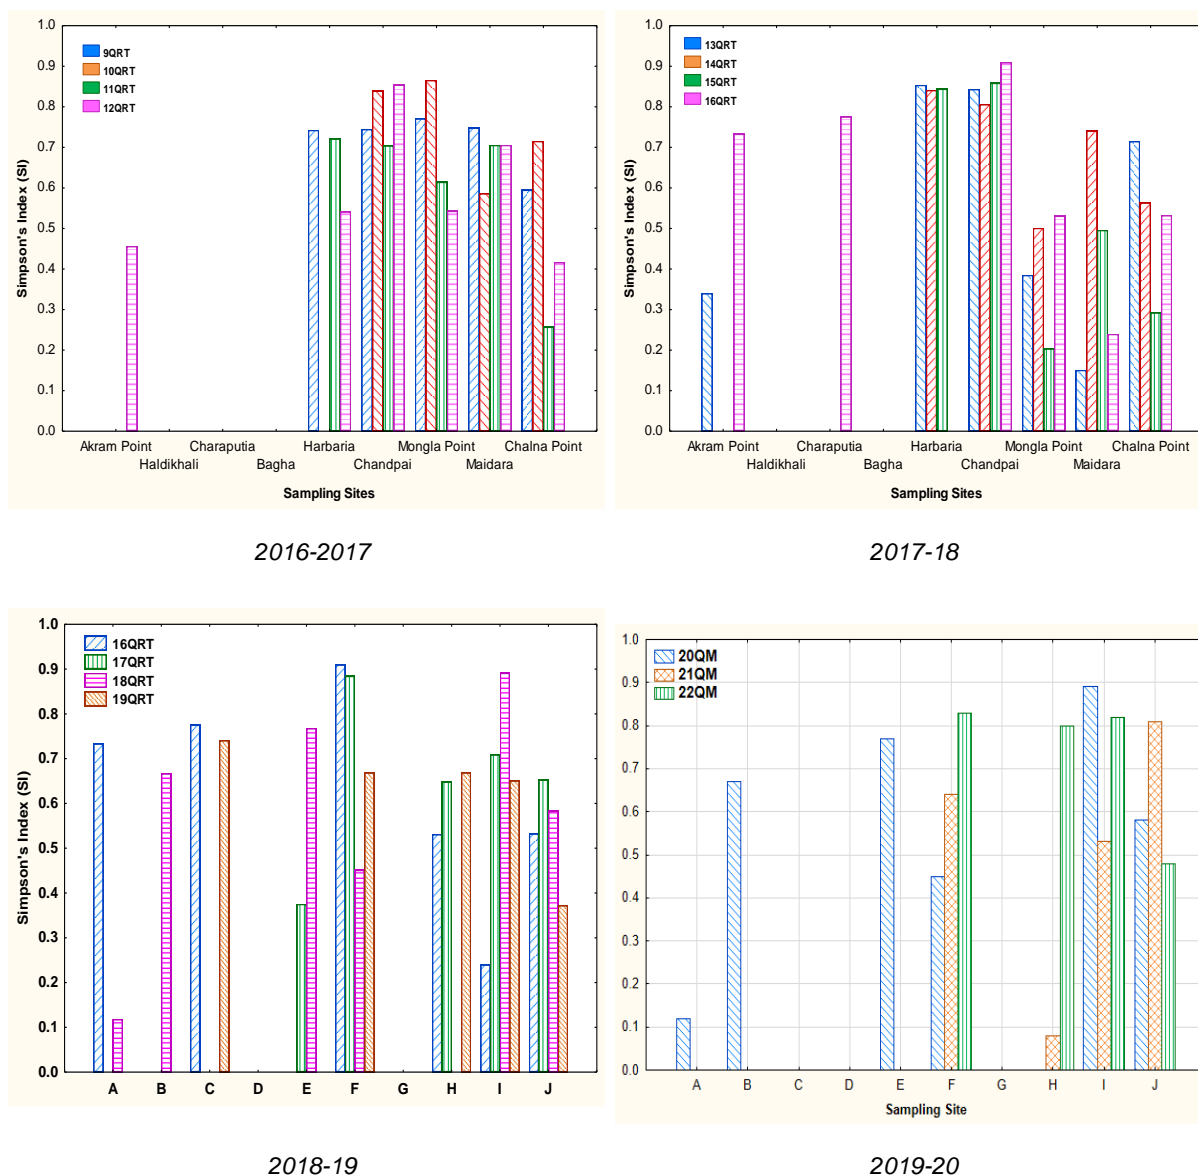 1.0
0.9
0.8
0.7
0.6
0.5
0.4
0.3
0.2
0.1
0.0
Simpson's Index (SI)
9QRT
10QRT
11QRT
12QRT
Akram Point Charaputia Harbaria Mongla Point Chalna Point
Haldikhali Bagha Chandpai Maidara
Sampling Sites
2016-2017
1.0
0.9
0.8
0.7
0.6
0.5
0.4
0.3
0.2
0.1
0.0
Simpson's Index (SI)
13QRT
14QRT
15QRT
16QRT
Akram Point Charaputia Harbaria Mongla Point Chalna Point
Haldikhali Bagha Chandpai Maidara
Sampling Sites
2017-18
1.0
0.9
0.8
0.7
0.6
0.5
0.4
0.3
0.2
0.1
0.0
Simpson's Index (SI)
16QRT
17QRT
18QRT
19QRT
A B C D E F G H I J
2018-19
1.0
0.9
0.8
0.7
0.6
0.5
0.4
0.3
0.2
0.1
0.0
20QM
21QM
22QM
A B C D E F G H I J
Sampling Site
2019-20